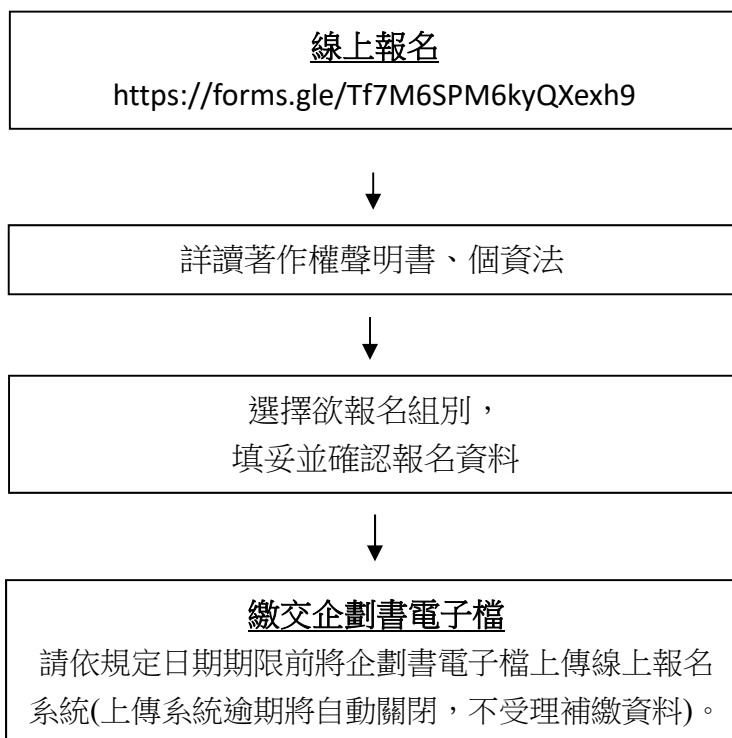 線上報名
https://forms.gle/Tf7M6SPM6kyQXexh9
詳讀著作權聲明書、個資法
選擇欲報名組別，
填妥並確認報名資料
繳交企劃書電子檔
請依規定日期期限前將企劃書電子檔上傳線上報名
系統(上傳系統逾期將自動關閉，不受理補繳資料)。